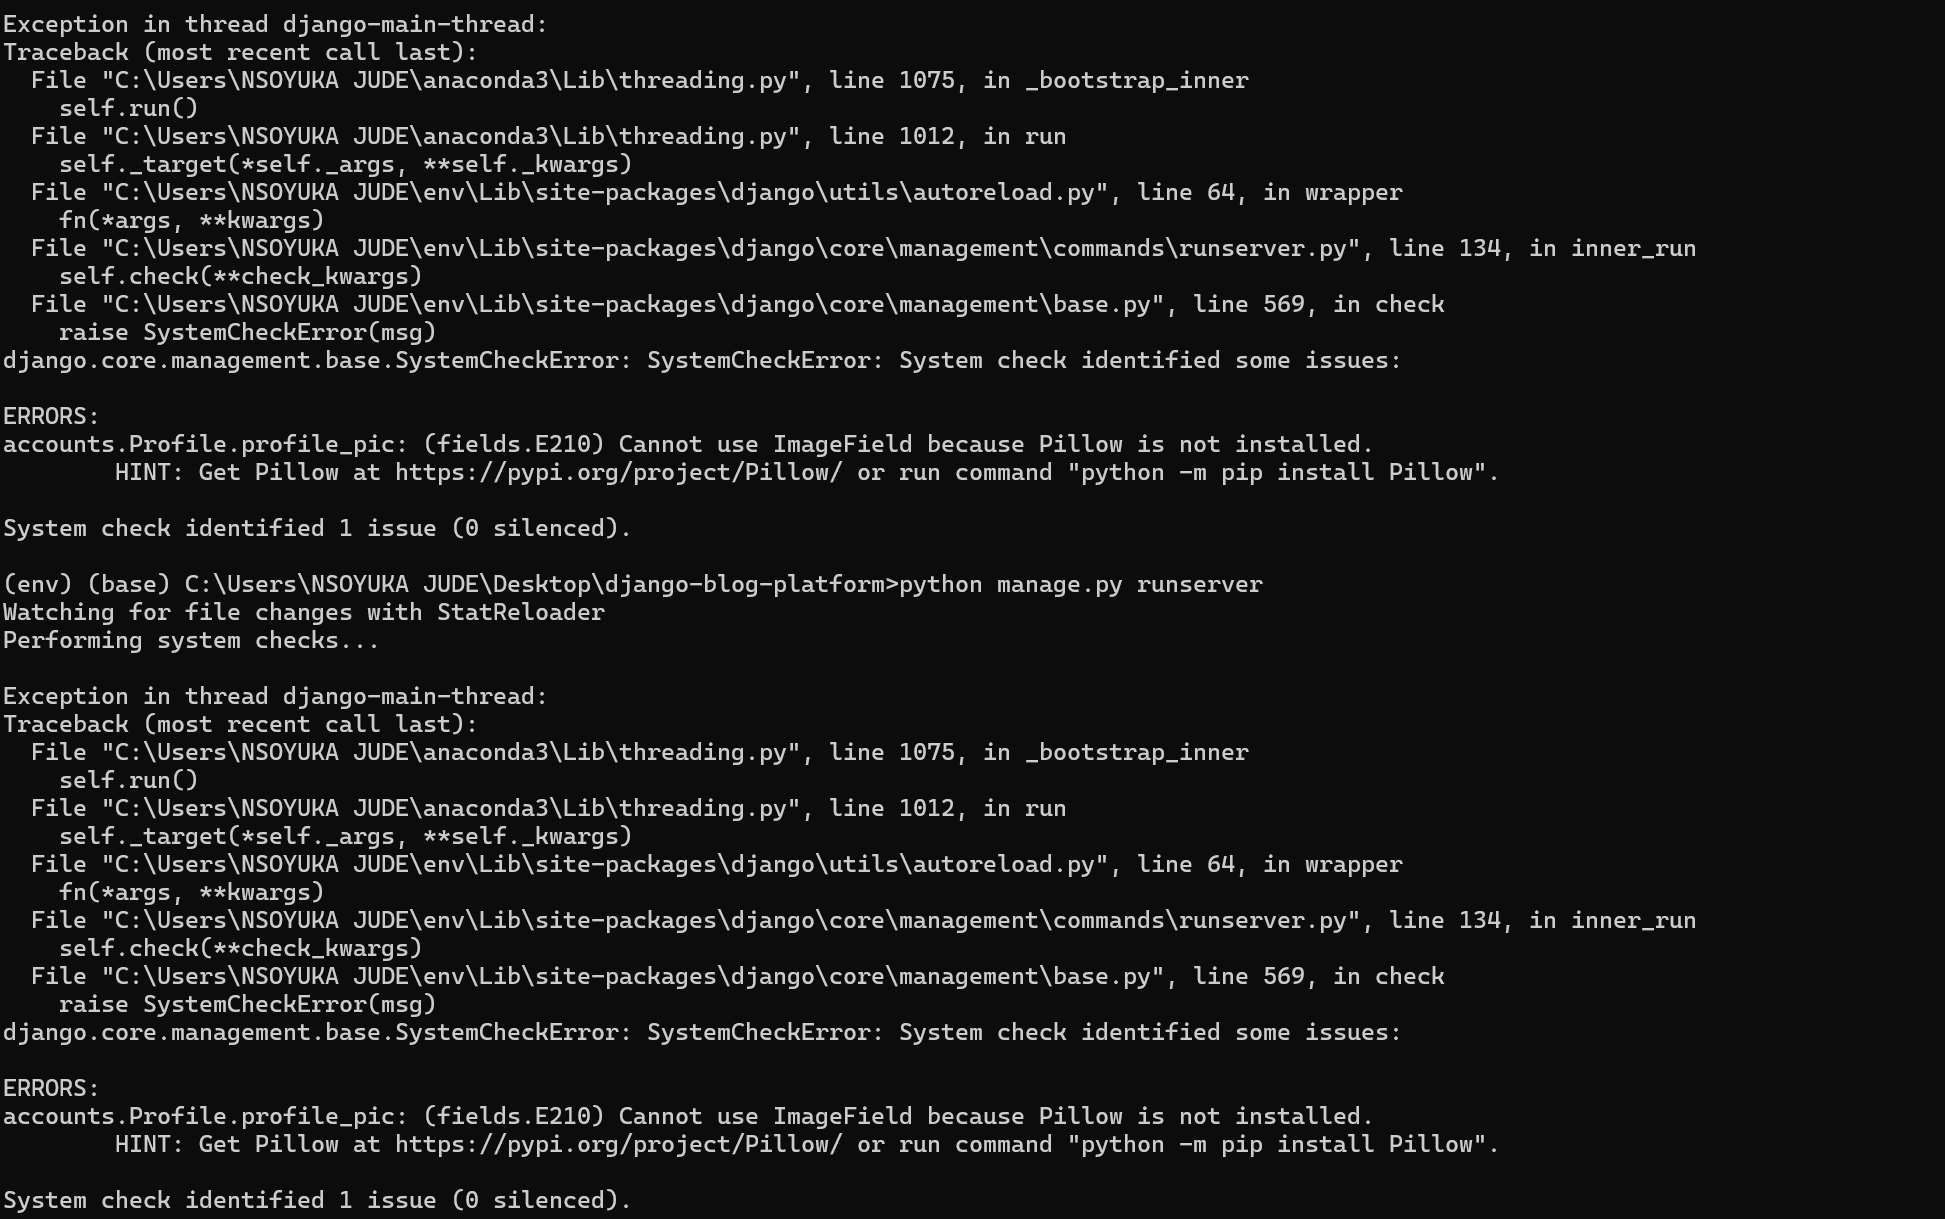 Exception in thread django-main-thread:
Traceback (most recent call last):
  File "C:\Users\NSOYUKA JUDE\anaconda3\Lib\threading.py", line 1075, in _bootstrap_inner
    self.run()
  File "C:\Users\NSOYUKA JUDE\anaconda3\Lib\threading.py", line 1012, in run
    self._target(*self._args, **self._kwargs)
  File "C:\Users\NSOYUKA JUDE\env\Lib\site-packages\django\utils\autoreload.py", line 64, in wrapper
    fn(*args, **kwargs)
  File "C:\Users\NSOYUKA JUDE\env\Lib\site-packages\django\core\management\commands\runserver.py", line 134, in inner_run
    self.check(**check_kwargs)
  File "C:\Users\NSOYUKA JUDE\env\Lib\site-packages\django\core\management\base.py", line 569, in check
    raise SystemCheckError(msg)
django.core.management.base.SystemCheckError: SystemCheckError: System check identified some issues:

ERRORS:
accounts.Profile.profile_pic: (fields.E210) Cannot use ImageField because Pillow is not installed.
        HINT: Get Pillow at https://pypi.org/project/Pillow/ or run command "python -m pip install Pillow".

System check identified 1 issue (0 silenced).

(env) (base) C:\Users\NSOYUKA JUDE\Desktop\django-blog-platform>python manage.py runserver
Watching for file changes with StatReloader
Performing system checks...

Exception in thread django-main-thread:
Traceback (most recent call last):
  File "C:\Users\NSOYUKA JUDE\anaconda3\Lib\threading.py", line 1075, in _bootstrap_inner
    self.run()
  File "C:\Users\NSOYUKA JUDE\anaconda3\Lib\threading.py", line 1012, in run
    self._target(*self._args, **self._kwargs)
  File "C:\Users\NSOYUKA JUDE\env\Lib\site-packages\django\utils\autoreload.py", line 64, in wrapper
    fn(*args, **kwargs)
  File "C:\Users\NSOYUKA JUDE\env\Lib\site-packages\django\core\management\commands\runserver.py", line 134, in inner_run
    self.check(**check_kwargs)
  File "C:\Users\NSOYUKA JUDE\env\Lib\site-packages\django\core\management\base.py", line 569, in check
    raise SystemCheckError(msg)
django.core.management.base.SystemCheckError: SystemCheckError: System check identified some issues:

ERRORS:
accounts.Profile.profile_pic: (fields.E210) Cannot use ImageField because Pillow is not installed.
        HINT: Get Pillow at https://pypi.org/project/Pillow/ or run command "python -m pip install Pillow".

System check identified 1 issue (0 silenced).